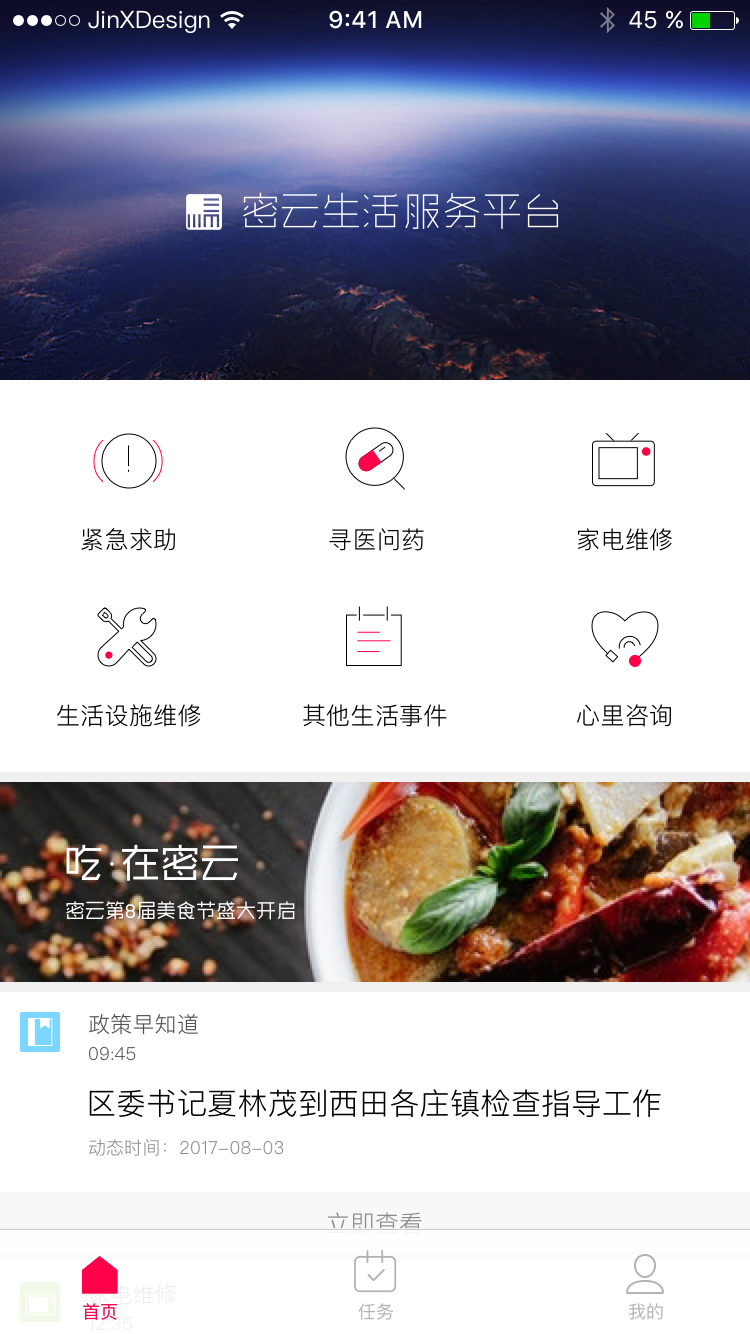 JinXDesign 9:41 AM 45 %
密云生活服务平台
紧急求助 寻医问药 家电维修
生活设施维修 其他生活事件 心里咨询
吃·在密云
密云第8届美食节盛大开启
政策早知道
09:45
区委书记夏林茂到西田各庄镇检查指导工作
动态时间：2017-08-03
立即查看
家电维修
12:35
首页 任务 我的